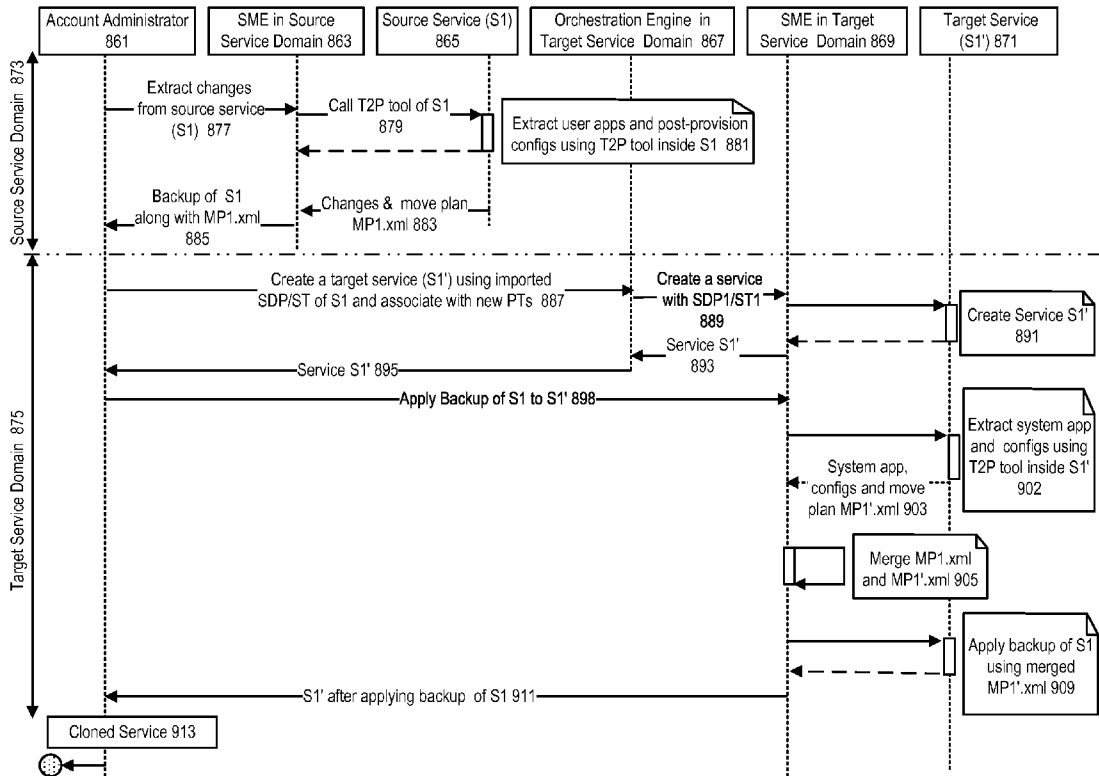 Account Administrator
861
SME in Source
Service Domain 863
Source Service (S1)
865
Orchestration Engine in
Target Service Domain 867
SME in Target
Service Domain 869
Target Service
(S1') 871
Source Service Domain 873
Extract changes
from source service
(S1) 877
Call T2P tool of S1
879
Extract user apps and post-provision
configs using T2P tool inside S1 881
Backup of S1
along with MP1.xml
885
Changes & move plan
MP1.xml 883
Target Service Domain 875
Create a target service (S1') using imported
SDP/ST of S1 and associate with new PTs 887
Create a service
with SDP1/ST1
889
Create Service S1'
891
Service S1'
893
Service S1' 895
Apply Backup of S1 to S1' 898
Extract system app
and configs using
T2P tool inside S1'
902
System app,
configs and move
plan MP1'.xml 903
Merge MP1.xml
and MP1'.xml 905
Apply backup of S1
using merged
MP1'.xml 909
S1' after applying backup of S1 911
Cloned Service 913